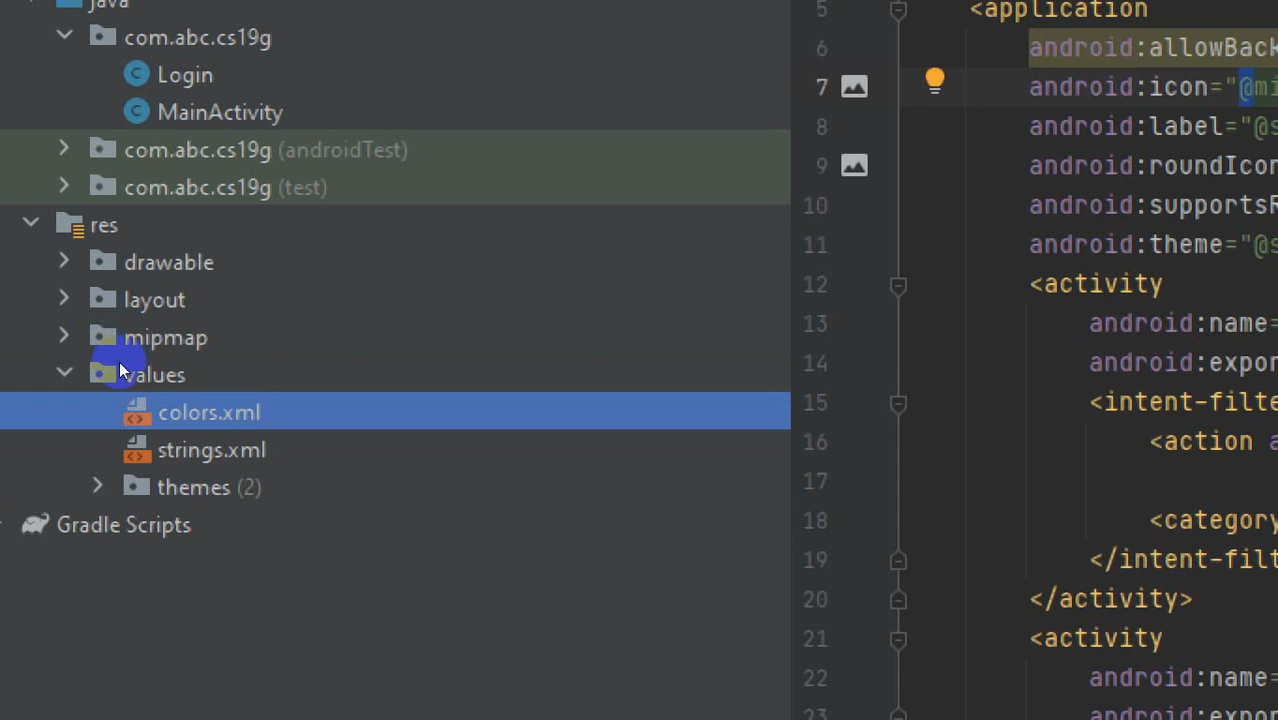 java
com.abc.cs19g
Login
MainActivity
com.abc.cs19g (androidTest)
com.abc.cs19g (test)
res
drawable
layout
mipmap
values
colors.xml
strings.xml
themes (2)
Gradle Scripts
5 <application
6 android:allowBack
7 android:icon="@mi
8 android:label="@s
9 android:roundIcon
10 android:supportsR
11 android:theme="@s
12 <activity
13 android:name=
14 android:expor
15 <intent-filte
16 <action a
17
18 <category
19 </intent-filt
20 </activity>
21 <activity
22 android:name=
23 android:expor